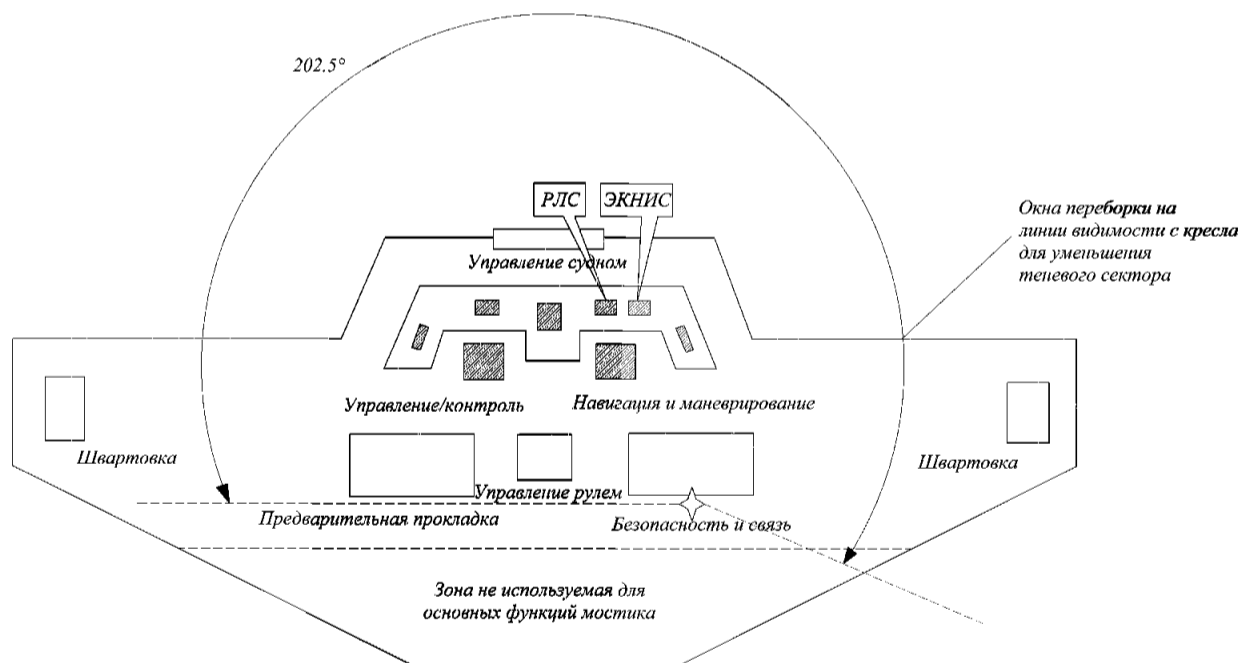 202.5°
РЛС
ЭКНИС
Окна переборки на
линии видимости с кресла
для уменьшения
теневого сектора
Управление судном
Управление/контроль
Навигация и маневрирование
Швартовка
Швартовка
Управление рулем
Предварительная прокладка
Безопасность и связь
Зона не используемая для
основных функций мостика